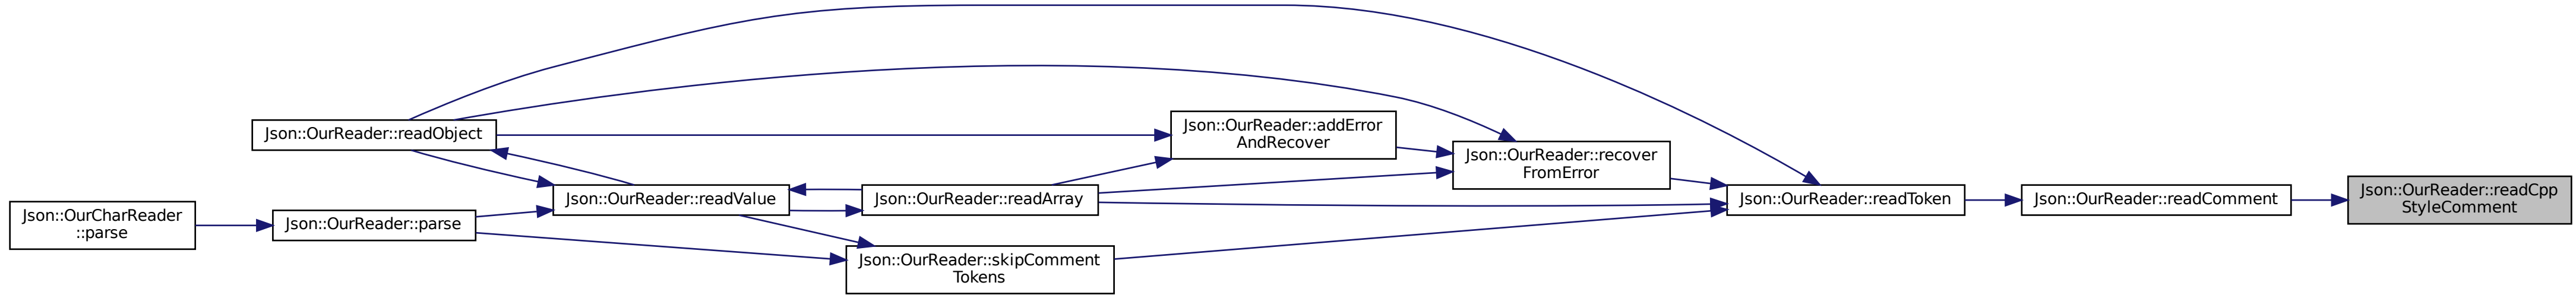 Json::OurCharReader
::parse
Json::OurReader::parse
Json::OurReader::readObject
Json::OurReader::readValue
Json::OurReader::readArray
Json::OurReader::skipComment
Tokens
Json::OurReader::addError
AndRecover
Json::OurReader::recover
FromError
Json::OurReader::readToken
Json::OurReader::readComment
Json::OurReader::readCpp
StyleComment